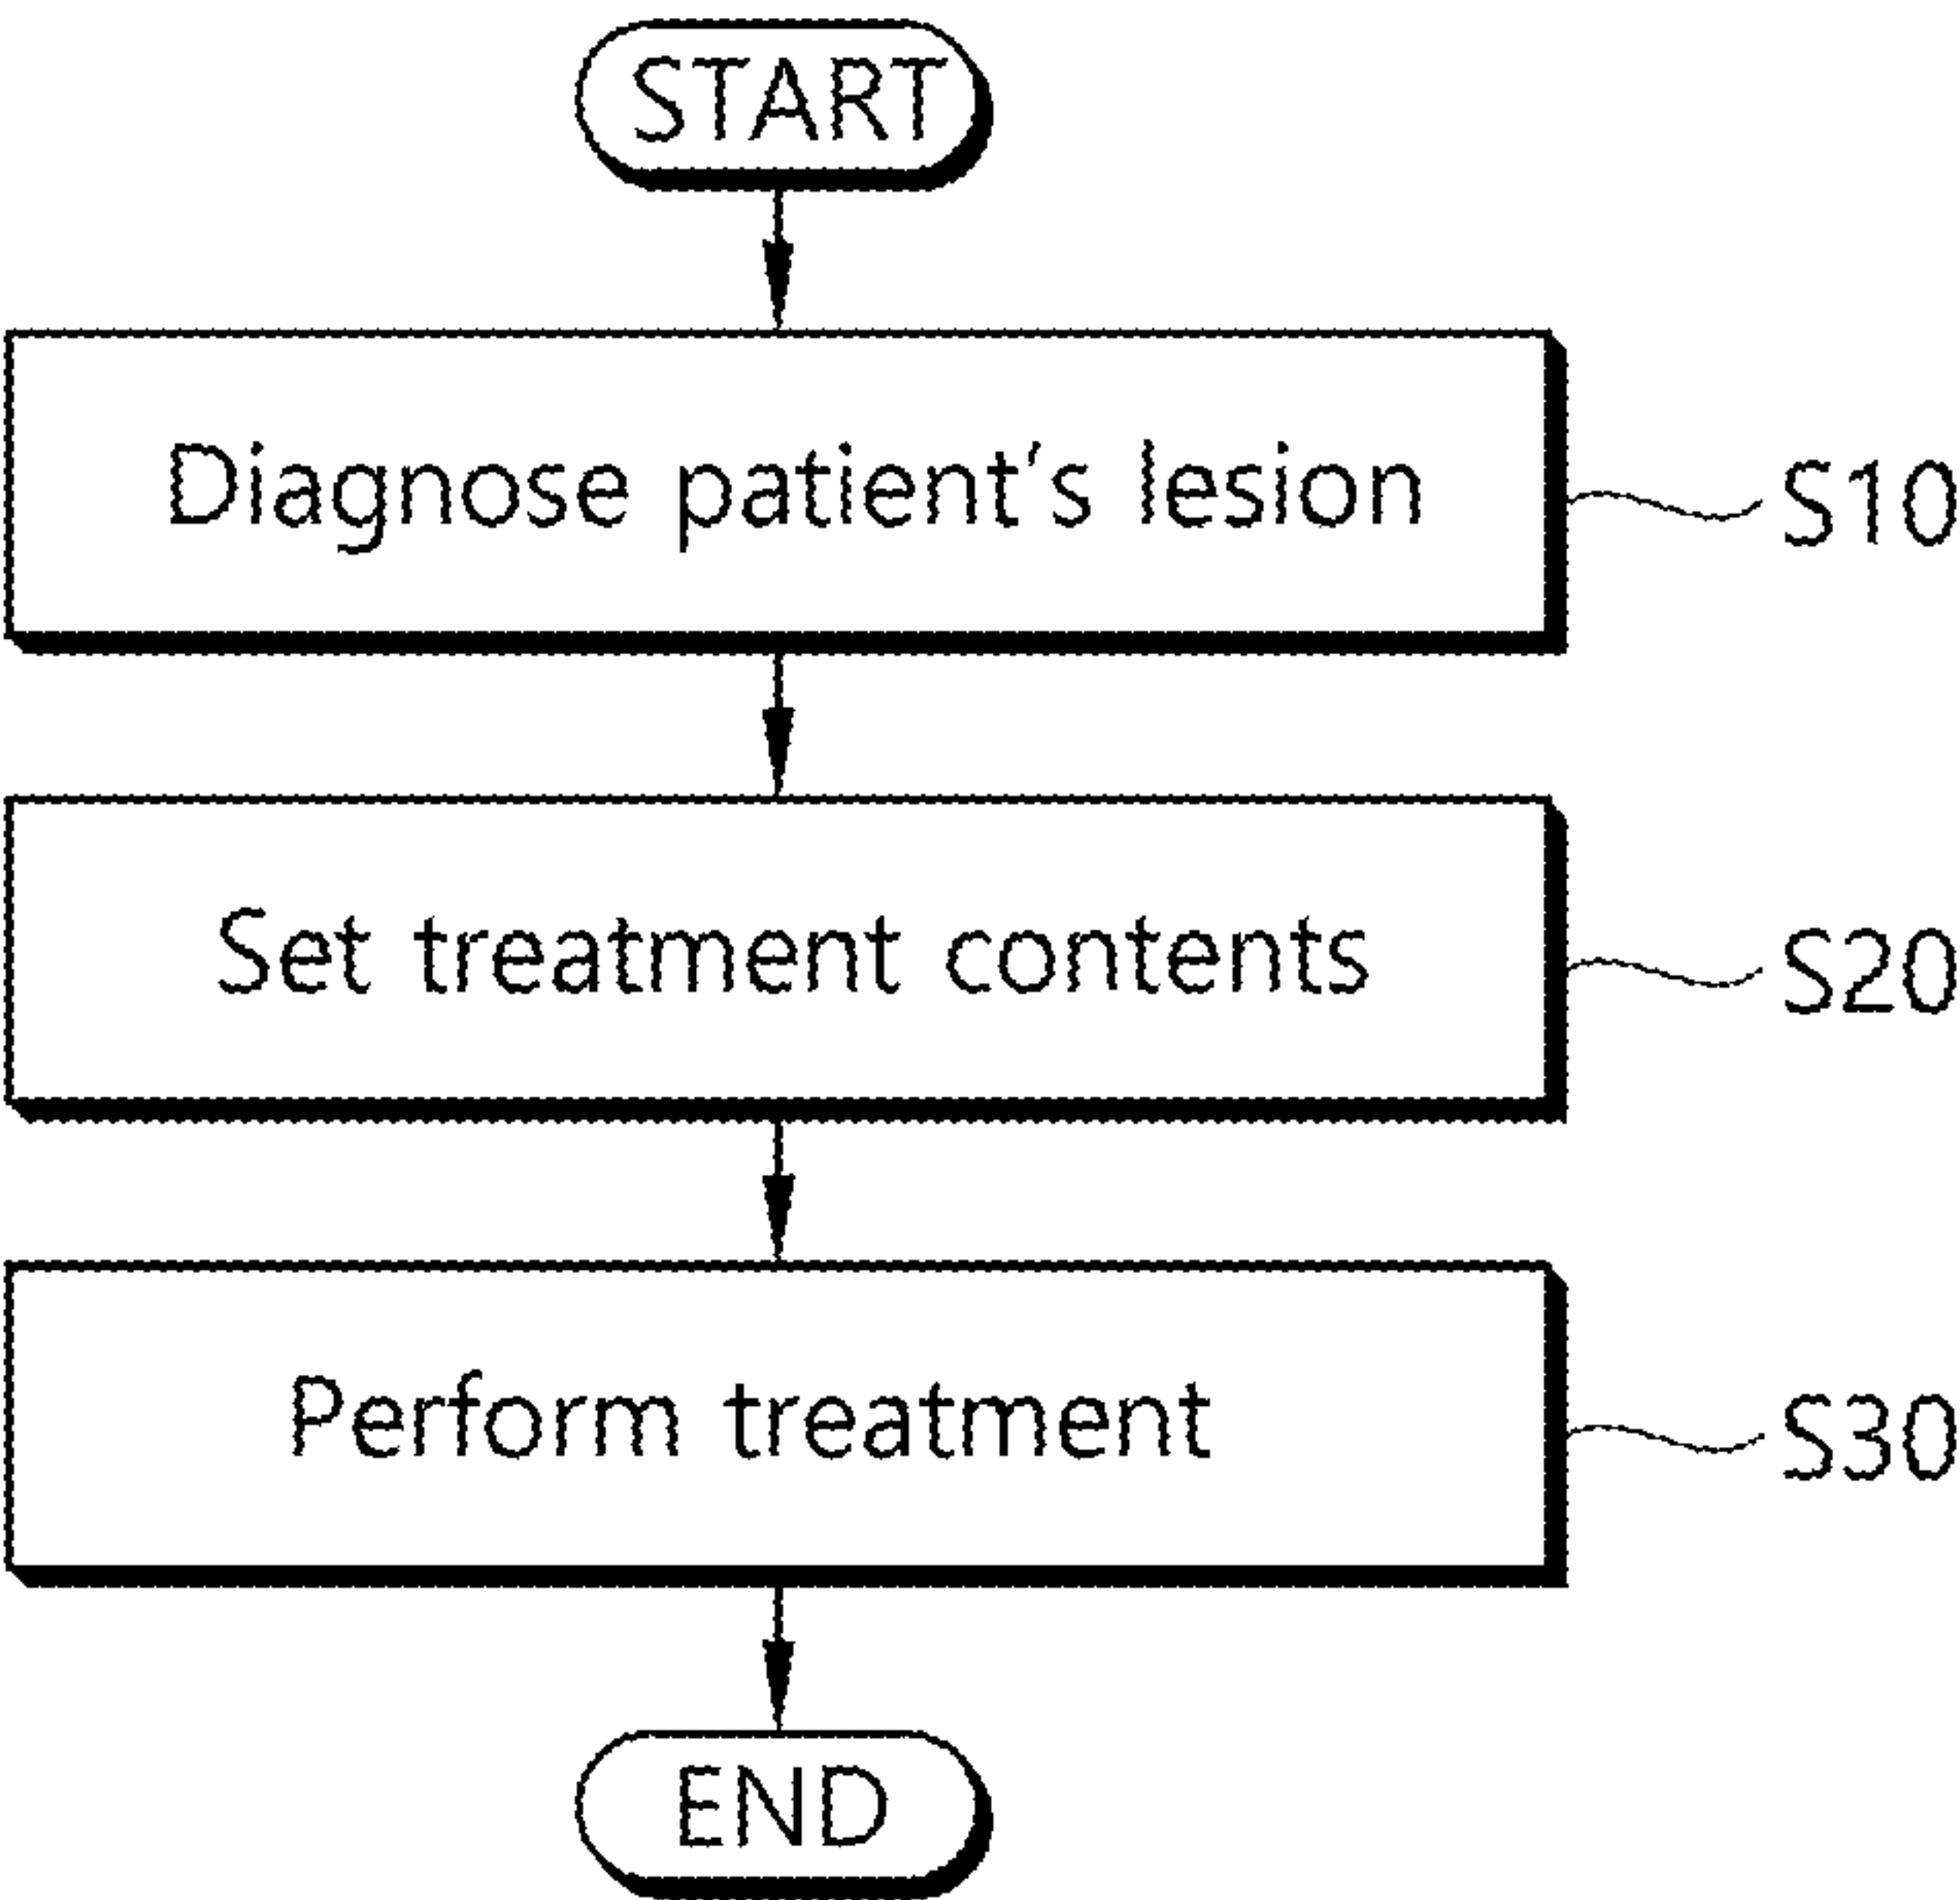 START
Diagnose patient's lesion
S10
Set treatment contents
S20
Perform treatment
S30
END